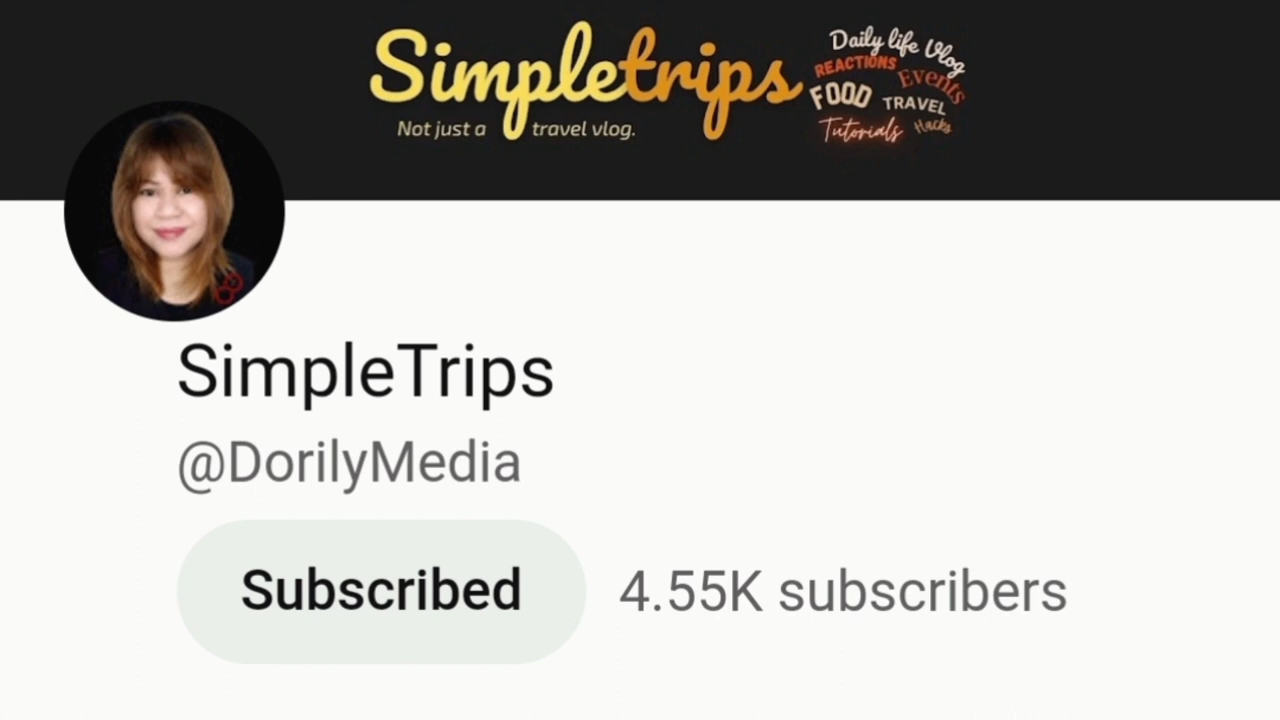 Simpletrips
Not just a travel vlog.
Daily life Vlog
REACTIONS
Events
FOOD
TRAVEL
Tutorials
Hacks
SimpleTrips
@DorilyMedia
Subscribed
4.55K subscribers